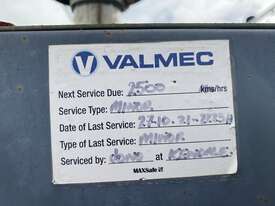 VALMEC
Next Service Due: 2500 kms/hrs
Service Type: MINOR
Date of Last Service: 27.10.21
Type of Last Service: MINOR
Serviced by: at
MAXSafe